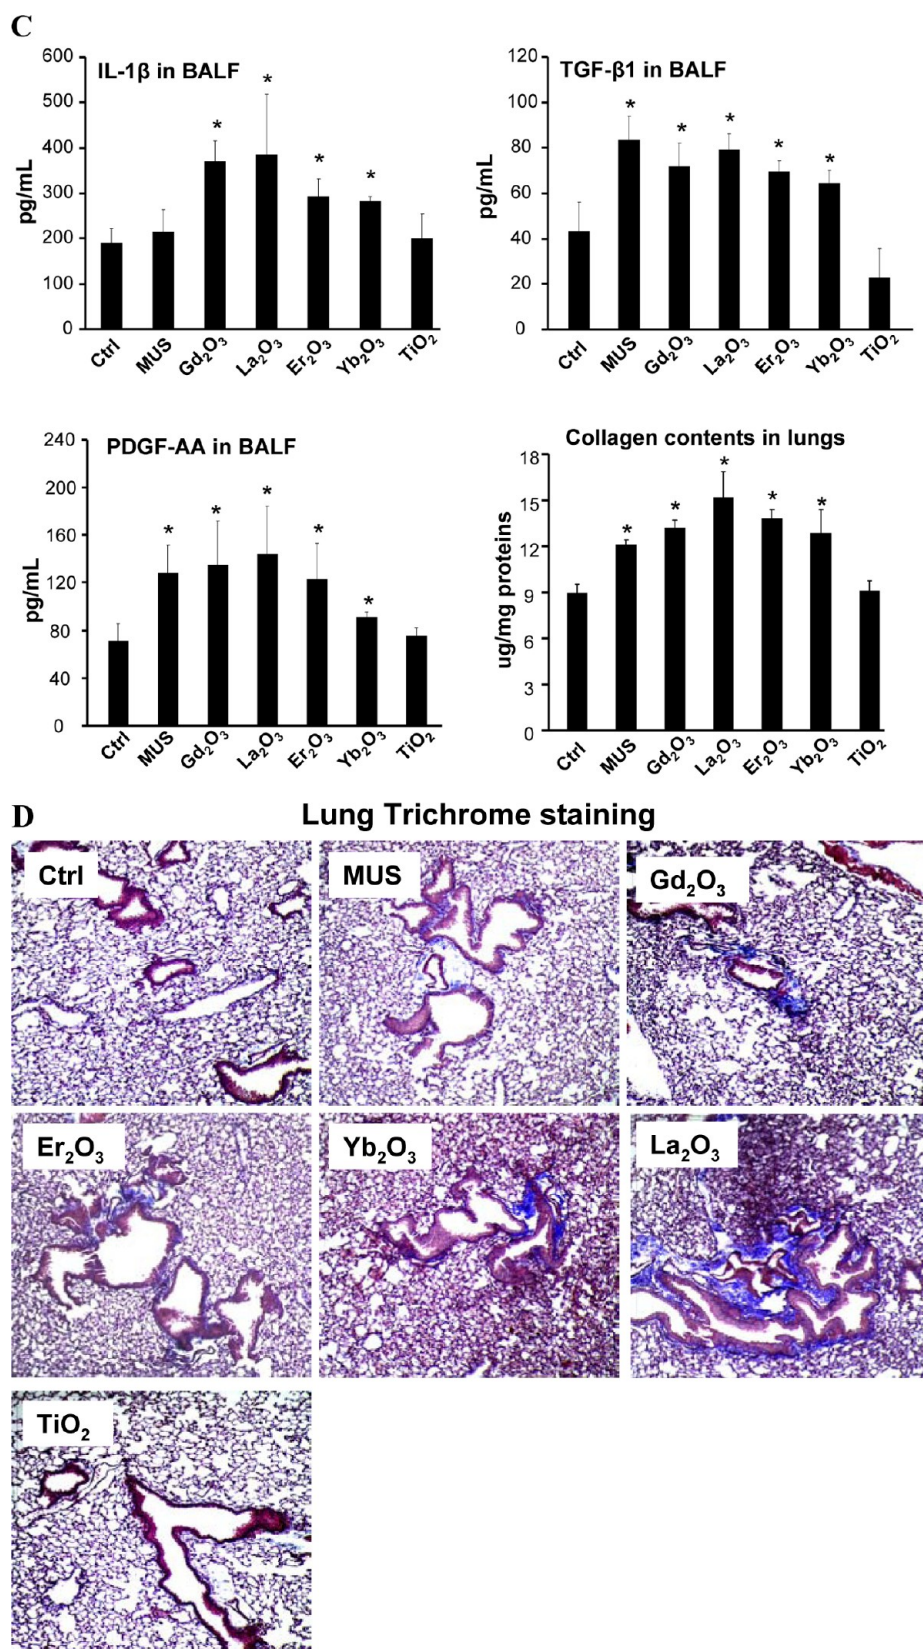 C
IL-1β in BALF
600
500
400
300
200
100
0
pg/mL
*
*
*
*
Ctrl
MUS
Gd₂O₃
La₂O₃
Er₂O₃
Yb₂O₃
TiO₂
TGF-β1 in BALF
120
100
80
60
40
20
0
pg/mL
*
*
*
*
*
Ctrl
MUS
Gd₂O₃
La₂O₃
Er₂O₃
Yb₂O₃
TiO₂
PDGF-AA in BALF
240
200
160
120
80
40
0
pg/mL
*
*
*
*
*
Ctrl
MUS
Gd₂O₃
La₂O₃
Er₂O₃
Yb₂O₃
TiO₂
Collagen contents in lungs
18
15
12
9
6
3
0
ug/mg proteins
*
*
*
*
*
Ctrl
MUS
Gd₂O₃
La₂O₃
Er₂O₃
Yb₂O₃
TiO₂
D Lung Trichrome staining
Ctrl
MUS
Gd₂O₃
Er₂O₃
Yb₂O₃
La₂O₃
TiO₂